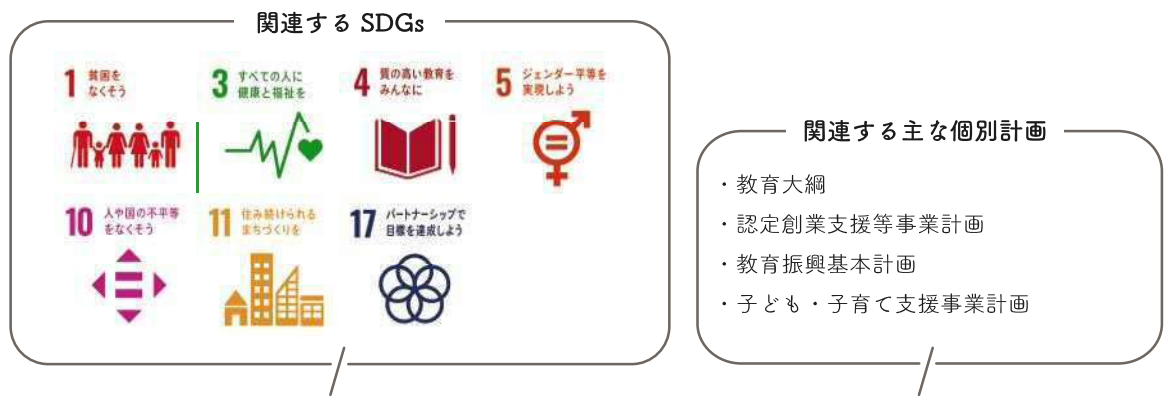 関連する SDGs
1 貧困を
なくそう
3 すべての人に
健康と福祉を
4 質の高い教育を
みんなに
5 ジェンダー平等を
実現しよう
10 人や国の不平等
をなくそう
11 住み続けられる
まちづくりを
17 パートナーシップで
目標を達成しよう
関連する主な個別計画
・教育大綱
・認定創業支援等事業計画
・教育振興基本計画
・子ども・子育て支援事業計画